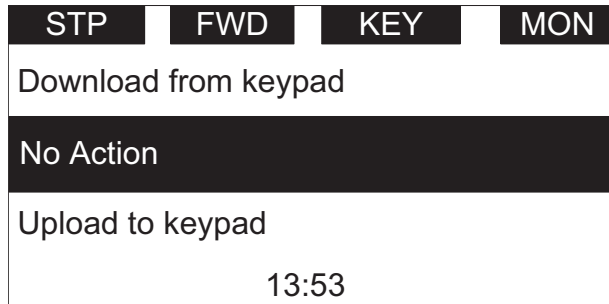 STP FWD KEY MON
Download from keypad
No Action
Upload to keypad
13:53